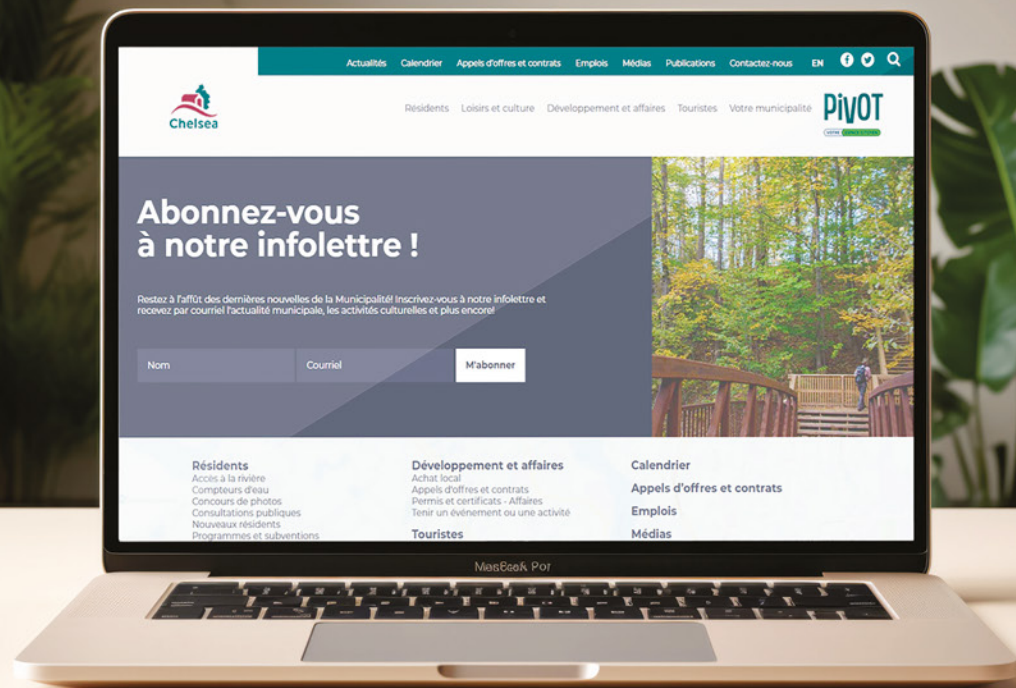 Actualités Calendrier Appels d'offres et contrats Emplois Médias Publications Contactez-nous EN
Chelsea
Résidents Loisirs et culture Développement et affaires Touristes Votre municipalité
PiVOT
VOTRE
Abonnez-vous
à notre infolettre !
Restez à l'affût des dernières nouvelles de la Municipalité! Inscrivez-vous à notre infolettre et
recevez par courriel l'actualité municipale, les activités culturelles et plus encore!
Nom
Courriel
M'abonner
Résidents
Accès à la rivière
Compteurs d'eau
Concours de photos
Consultations publiques
Nouveaux résidents
Programmes et subventions
Développement et affaires
Achat local
Appels d'offres et contrats
Permis et certificats - Affaires
Tenir un événement ou une activité
Touristes
Calendrier
Appels d'offres et contrats
Emplois
Médias